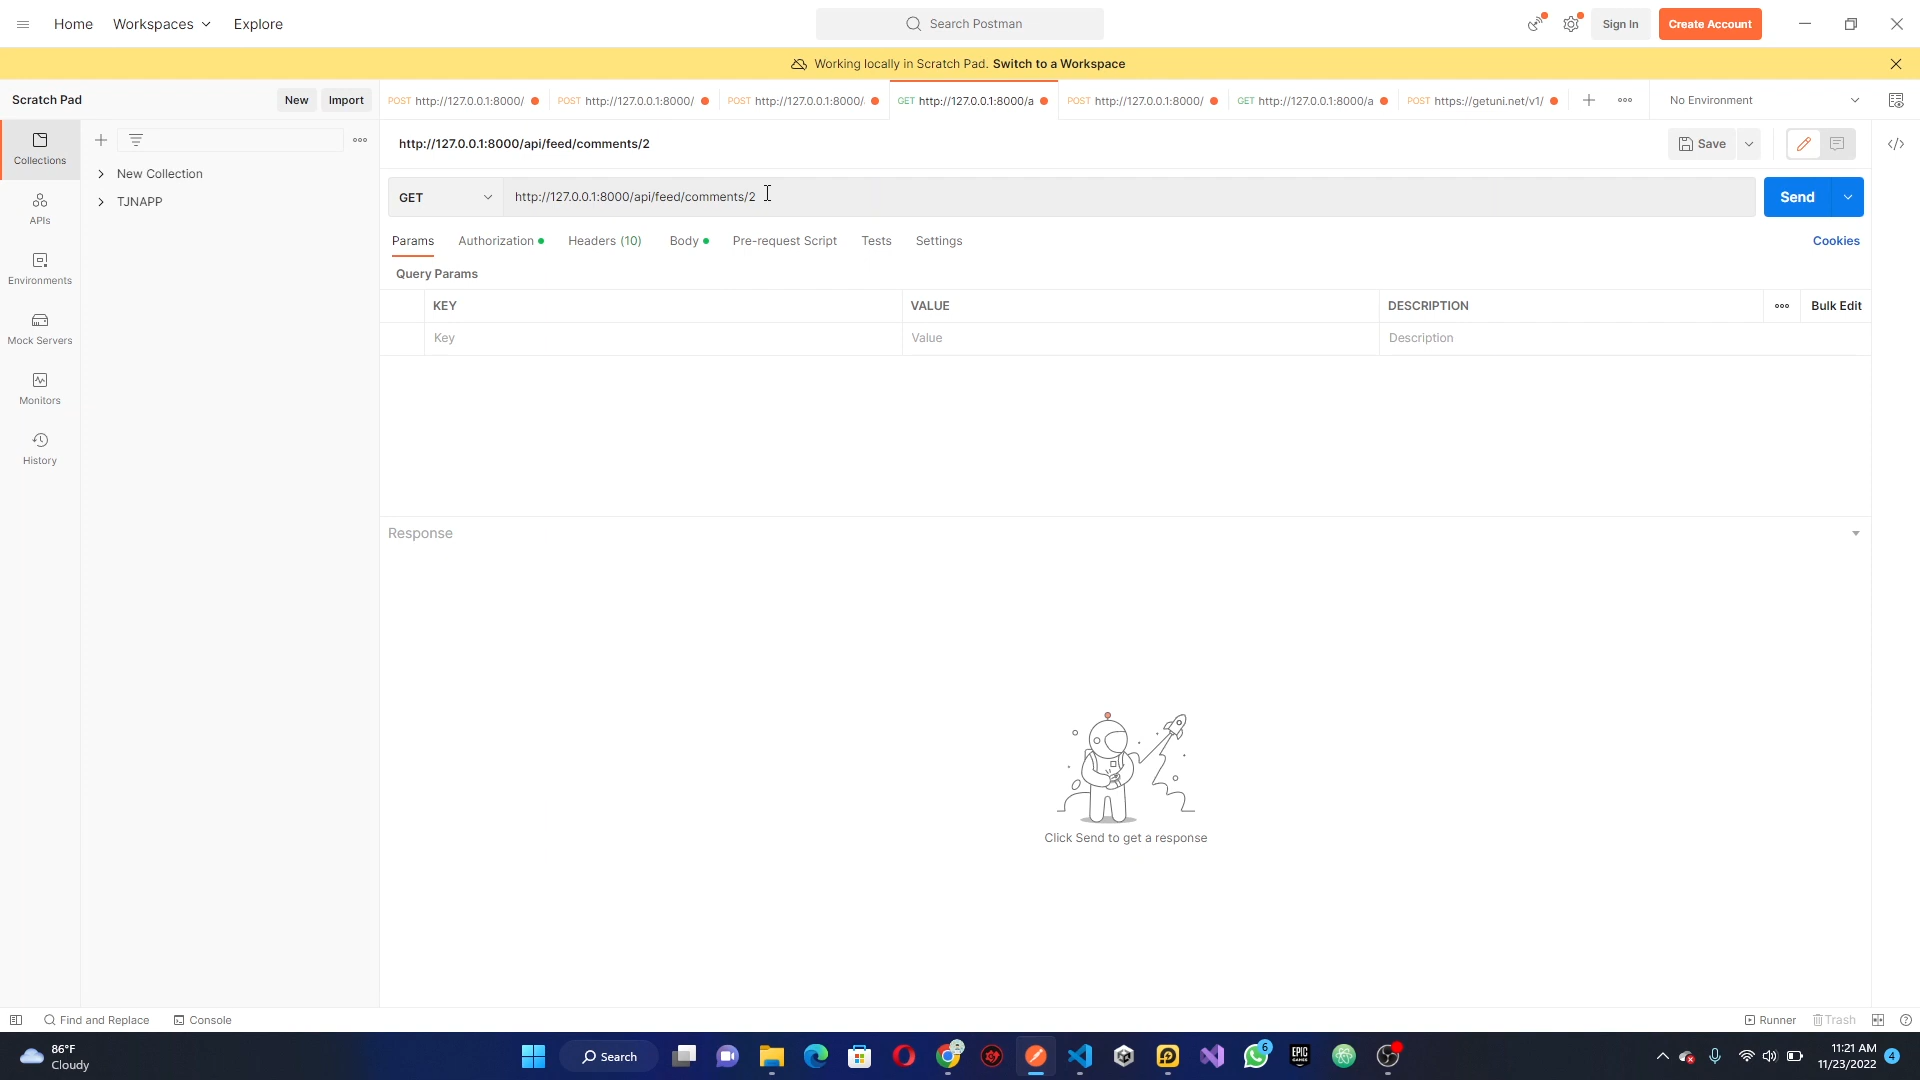 Home Workspaces Explore Search Postman Sign In Create Account
Working locally in Scratch Pad. Switch to a Workspace
Scratch Pad New Import POST http://127.0.0.1:8000/ POST http://127.0.0.1:8000/ POST http://127.0.0.1:8000/ GET http://127.0.0.1:8000/a POST http://127.0.0.1:8000/ GET http://127.0.0.1:8000/a POST https://getuni.net/v1/ No Environment
Collections
APIs
Environments
Mock Servers
Monitors
History
New Collection
TJNAPP
http://127.0.0.1:8000/api/feed/comments/2 Save
GET http://127.0.0.1:8000/api/feed/comments/2 Send
Params Authorization Headers (10) Body Pre-request Script Tests Settings Cookies
Query Params
KEY VALUE DESCRIPTION Bulk Edit
Key Value Description
Response
Click Send to get a response
Find and Replace Console Runner Trash
86°F
Cloudy
Search
6
EPIC
GAMES
11:21 AM
11/23/2022
4